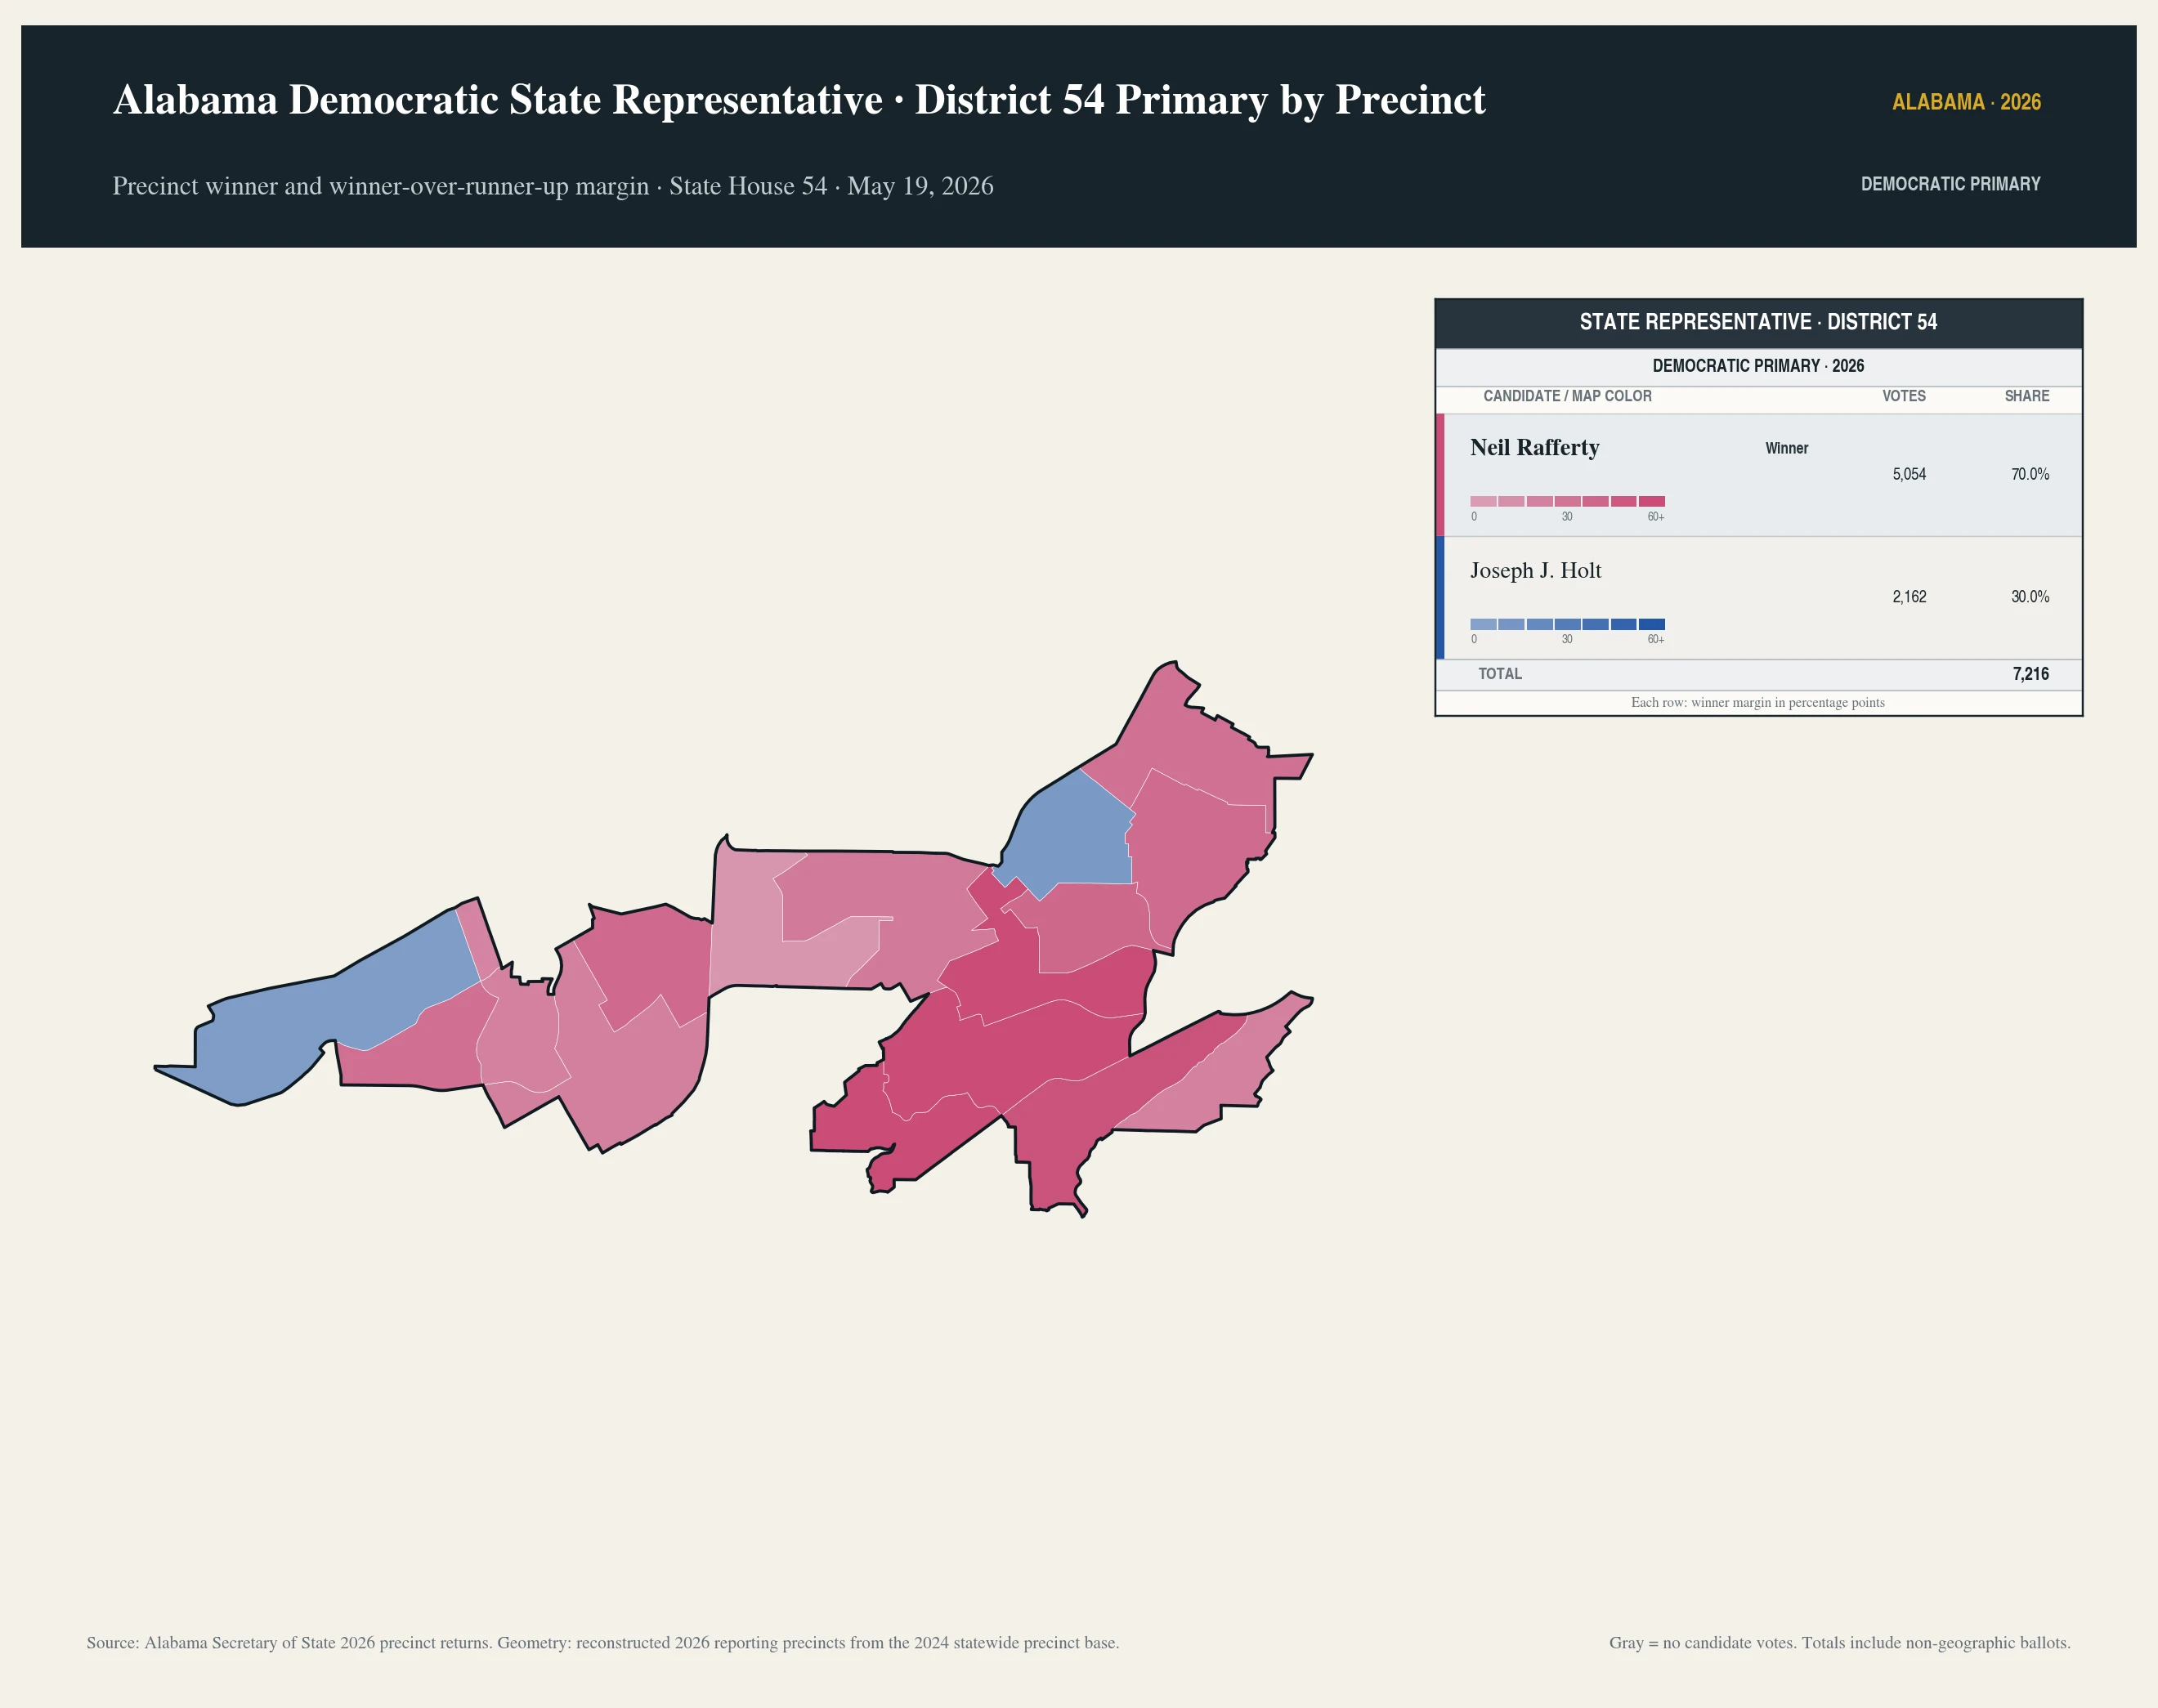 Alabama Democratic State Representative · District 54 Primary by Precinct
ALABAMA · 2026
Precinct winner and winner-over-runner-up margin · State House 54 · May 19, 2026
DEMOCRATIC PRIMARY
STATE REPRESENTATIVE · DISTRICT 54
DEMOCRATIC PRIMARY · 2026
CANDIDATE / MAP COLOR VOTES SHARE
Neil Rafferty Winner
5,054 70.0%
0 30 60+
Joseph J. Holt
2,162 30.0%
0 30 60+
TOTAL 7,216
Each row: winner margin in percentage points
Source: Alabama Secretary of State 2026 precinct returns. Geometry: reconstructed 2026 reporting precincts from the 2024 statewide precinct base.
Gray = no candidate votes. Totals include non-geographic ballots.